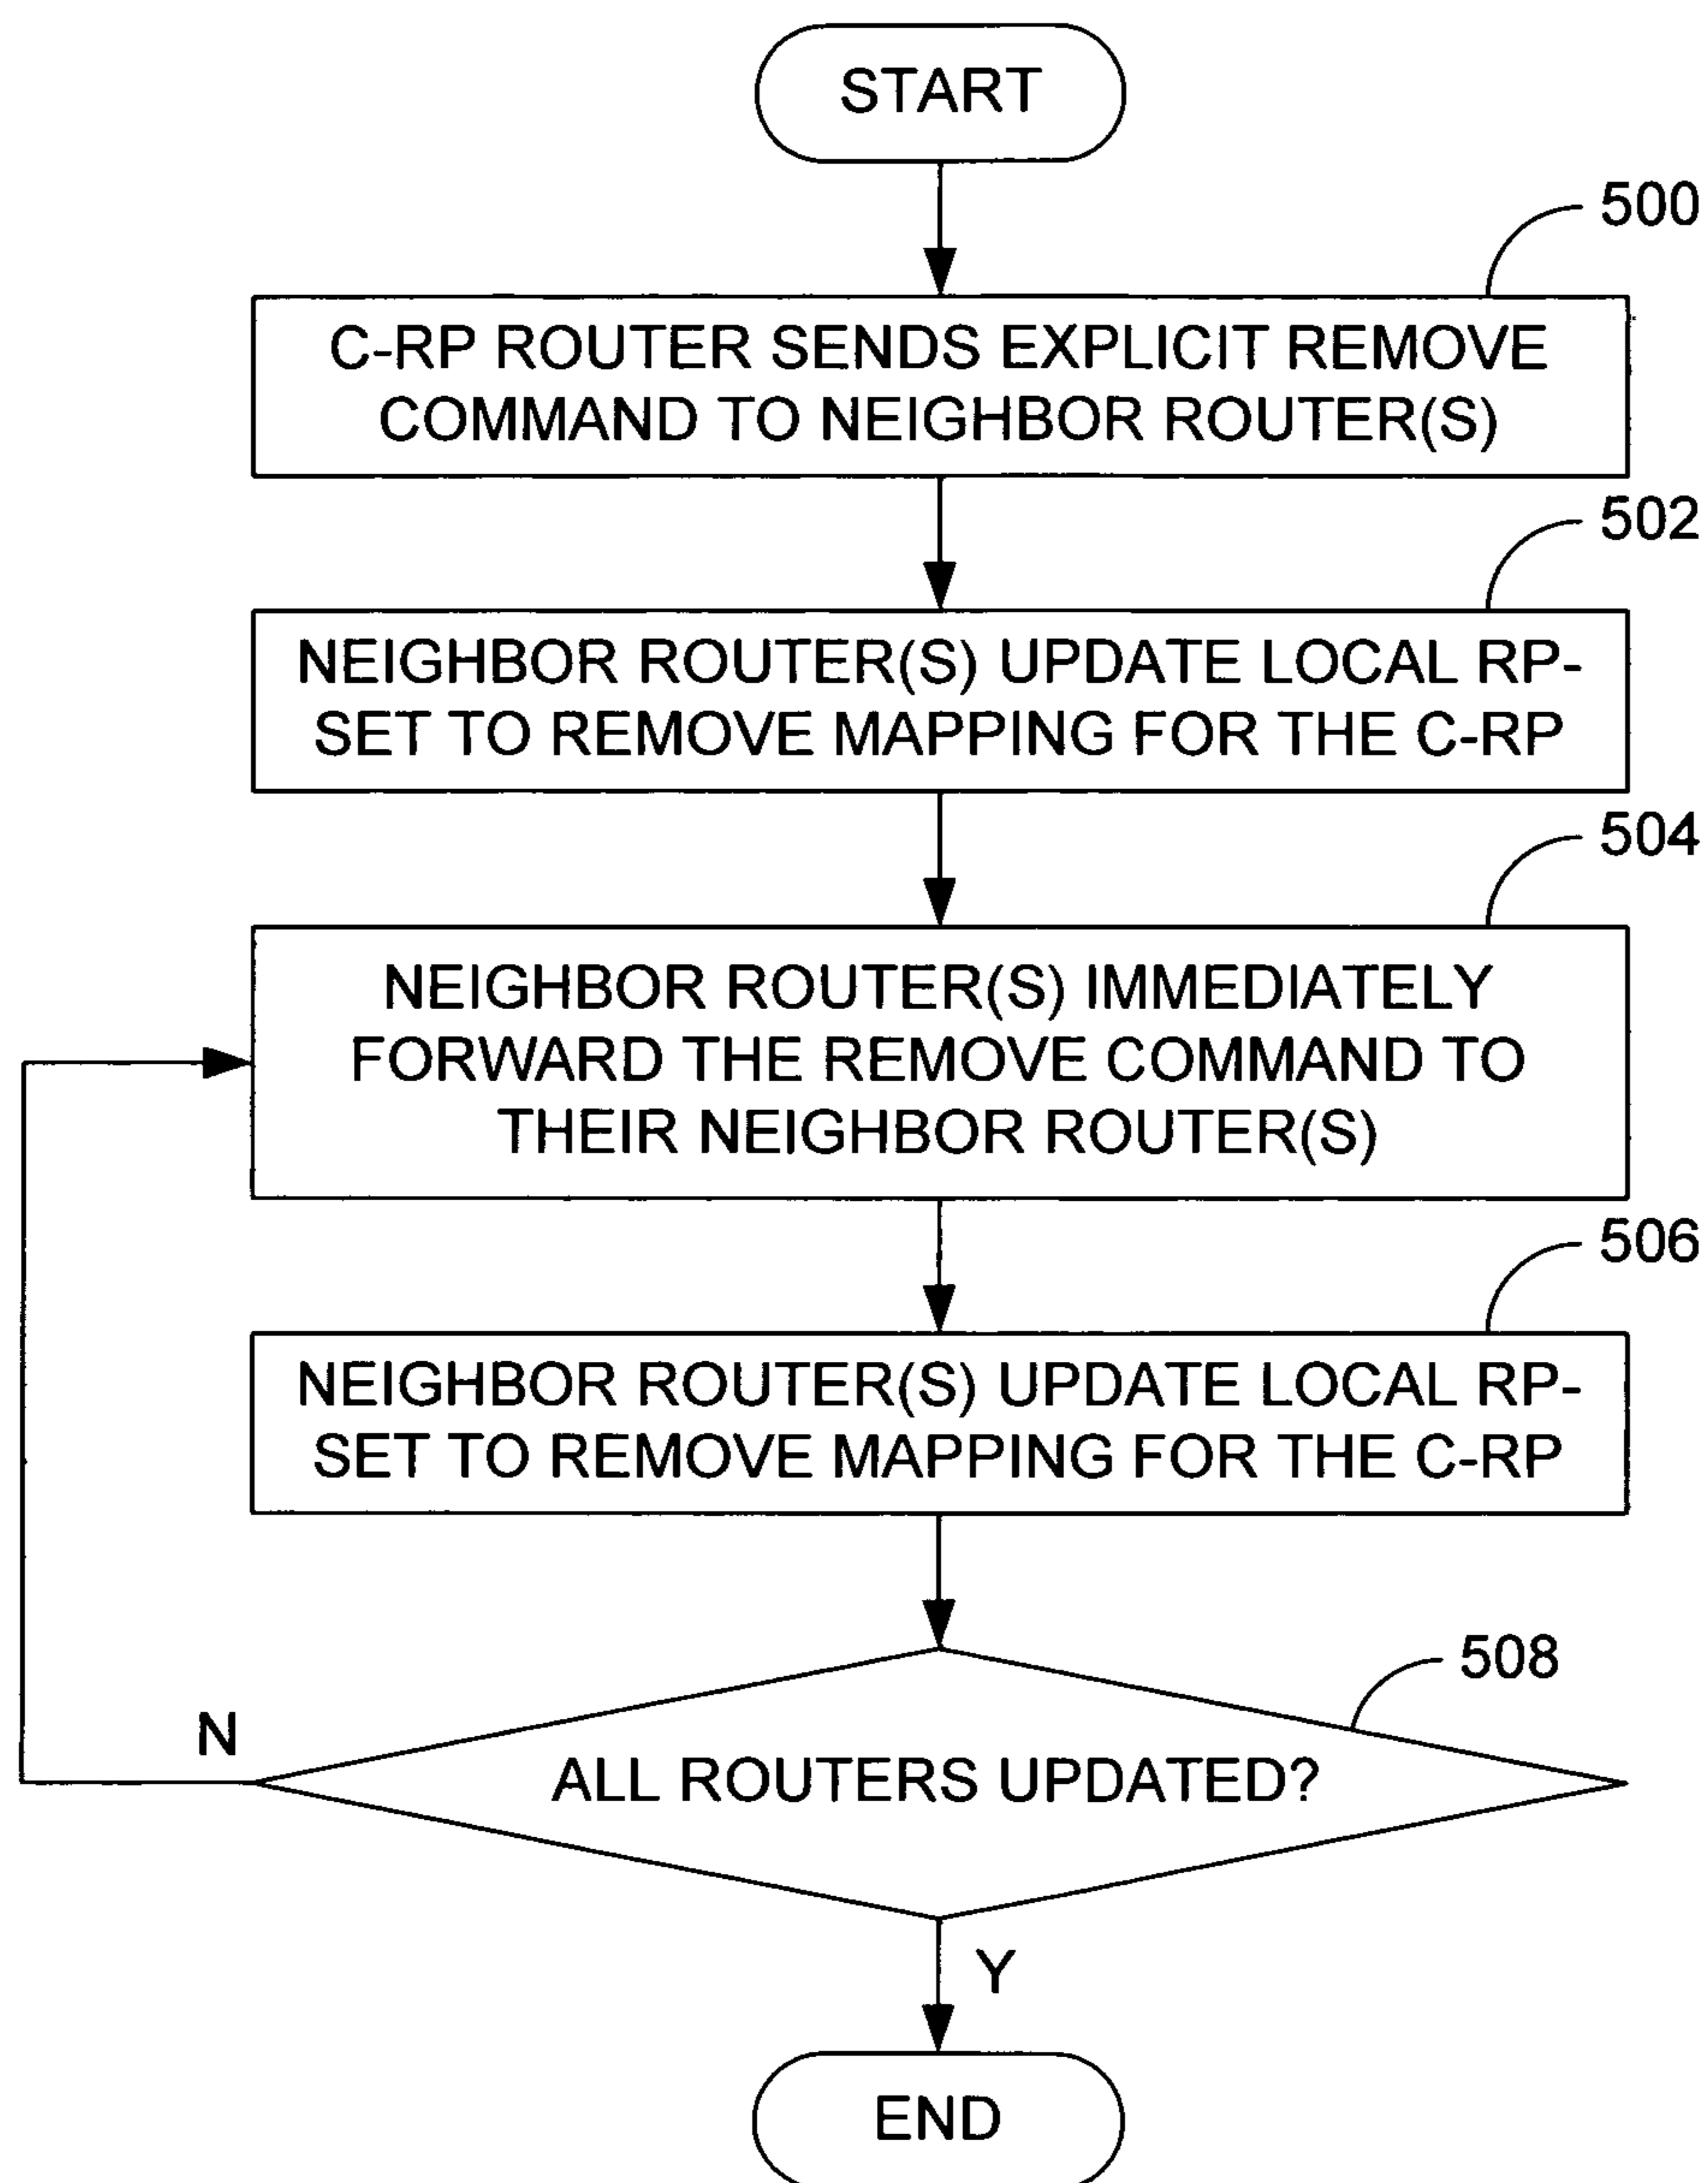 START
500
C-RP ROUTER SENDS EXPLICIT REMOVE
COMMAND TO NEIGHBOR ROUTER(S)
502
NEIGHBOR ROUTER(S) UPDATE LOCAL RP-
SET TO REMOVE MAPPING FOR THE C-RP
504
NEIGHBOR ROUTER(S) IMMEDIATELY
FORWARD THE REMOVE COMMAND TO
THEIR NEIGHBOR ROUTER(S)
506
NEIGHBOR ROUTER(S) UPDATE LOCAL RP-
SET TO REMOVE MAPPING FOR THE C-RP
508
N
ALL ROUTERS UPDATED?
Y
END